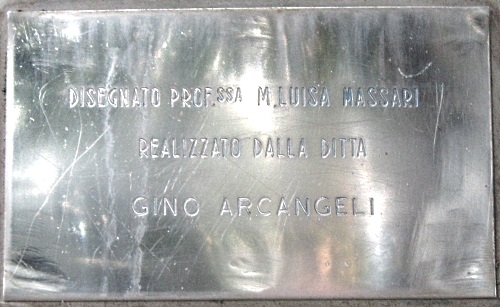 DISEGNATO PROF.SSA M.LUISA MASSARI
REALIZZATO DALLA DITTA
GINO ARCANGELI